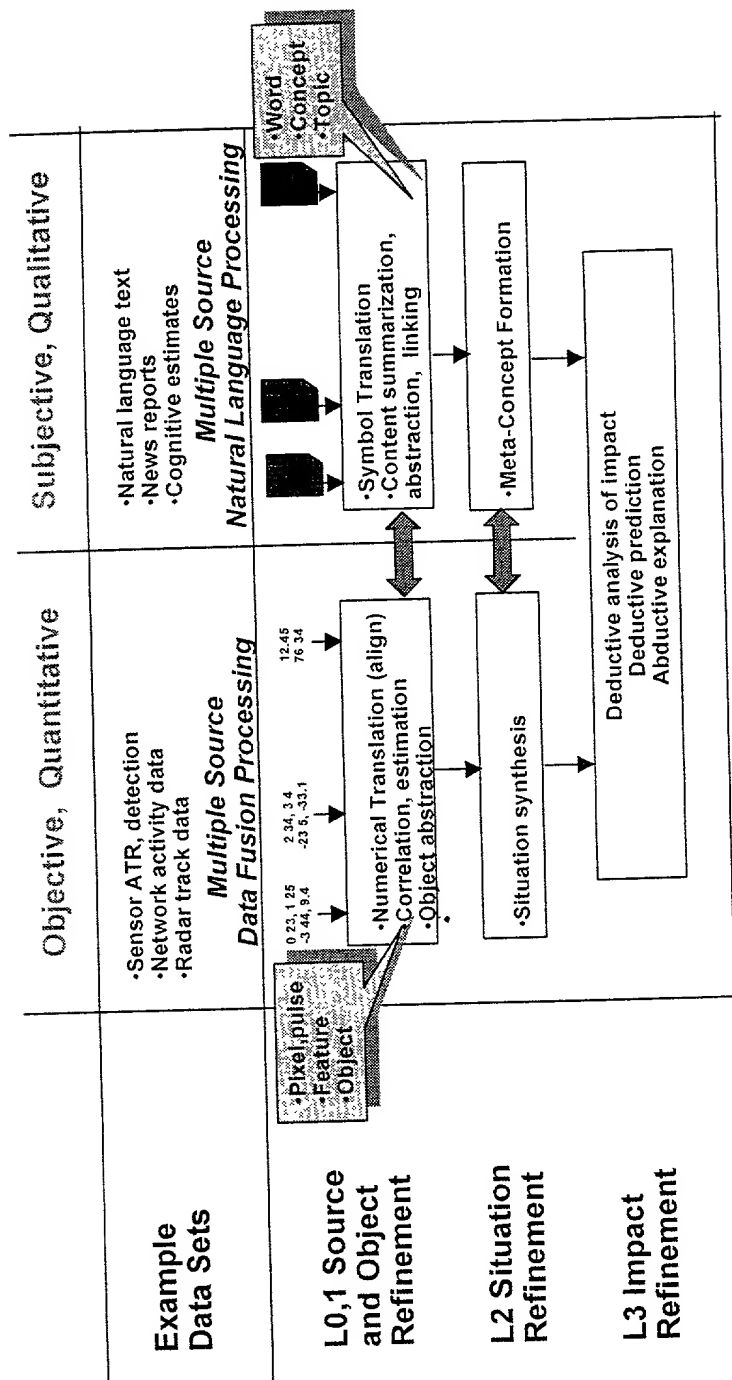 Objective, Quantitative
Subjective, Qualitative
Example
Data Sets
•Sensor ATR, detection
•Network activity data
•Radar track data
•Natural language text
•News reports
•Cognitive estimates
Multiple Source
Data Fusion Processing
Multiple Source
Natural Language Processing
L0,1 Source
and Object
Refinement
•Pixel,pulse
•Feature
•Object
0 23, 1 25
-3 44, 9.4
2 34, 3 4
-23 5, -33.1
12.45
76 34
•Numerical Translation (align)
•Correlation, estimation
•Object abstraction
•Symbol Translation
•Content summarization,
abstraction, linking
•Word
•Concept
•Topic
L2 Situation
Refinement
•Situation synthesis
•Meta-Concept Formation
L3 Impact
Refinement
Deductive analysis of impact
Deductive prediction
Abductive explanation